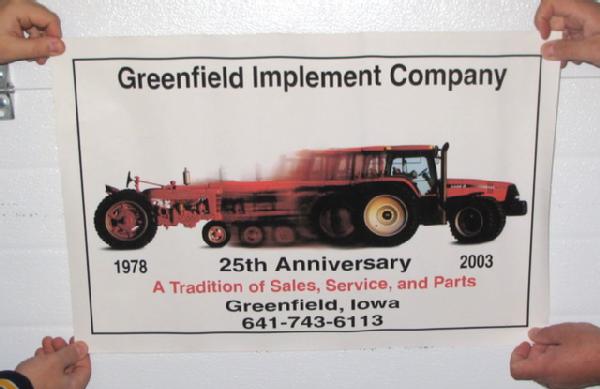 Greenfield Implement Company
1978
25th Anniversary
2003
A Tradition of Sales, Service, and Parts
Greenfield, Iowa
641-743-6113